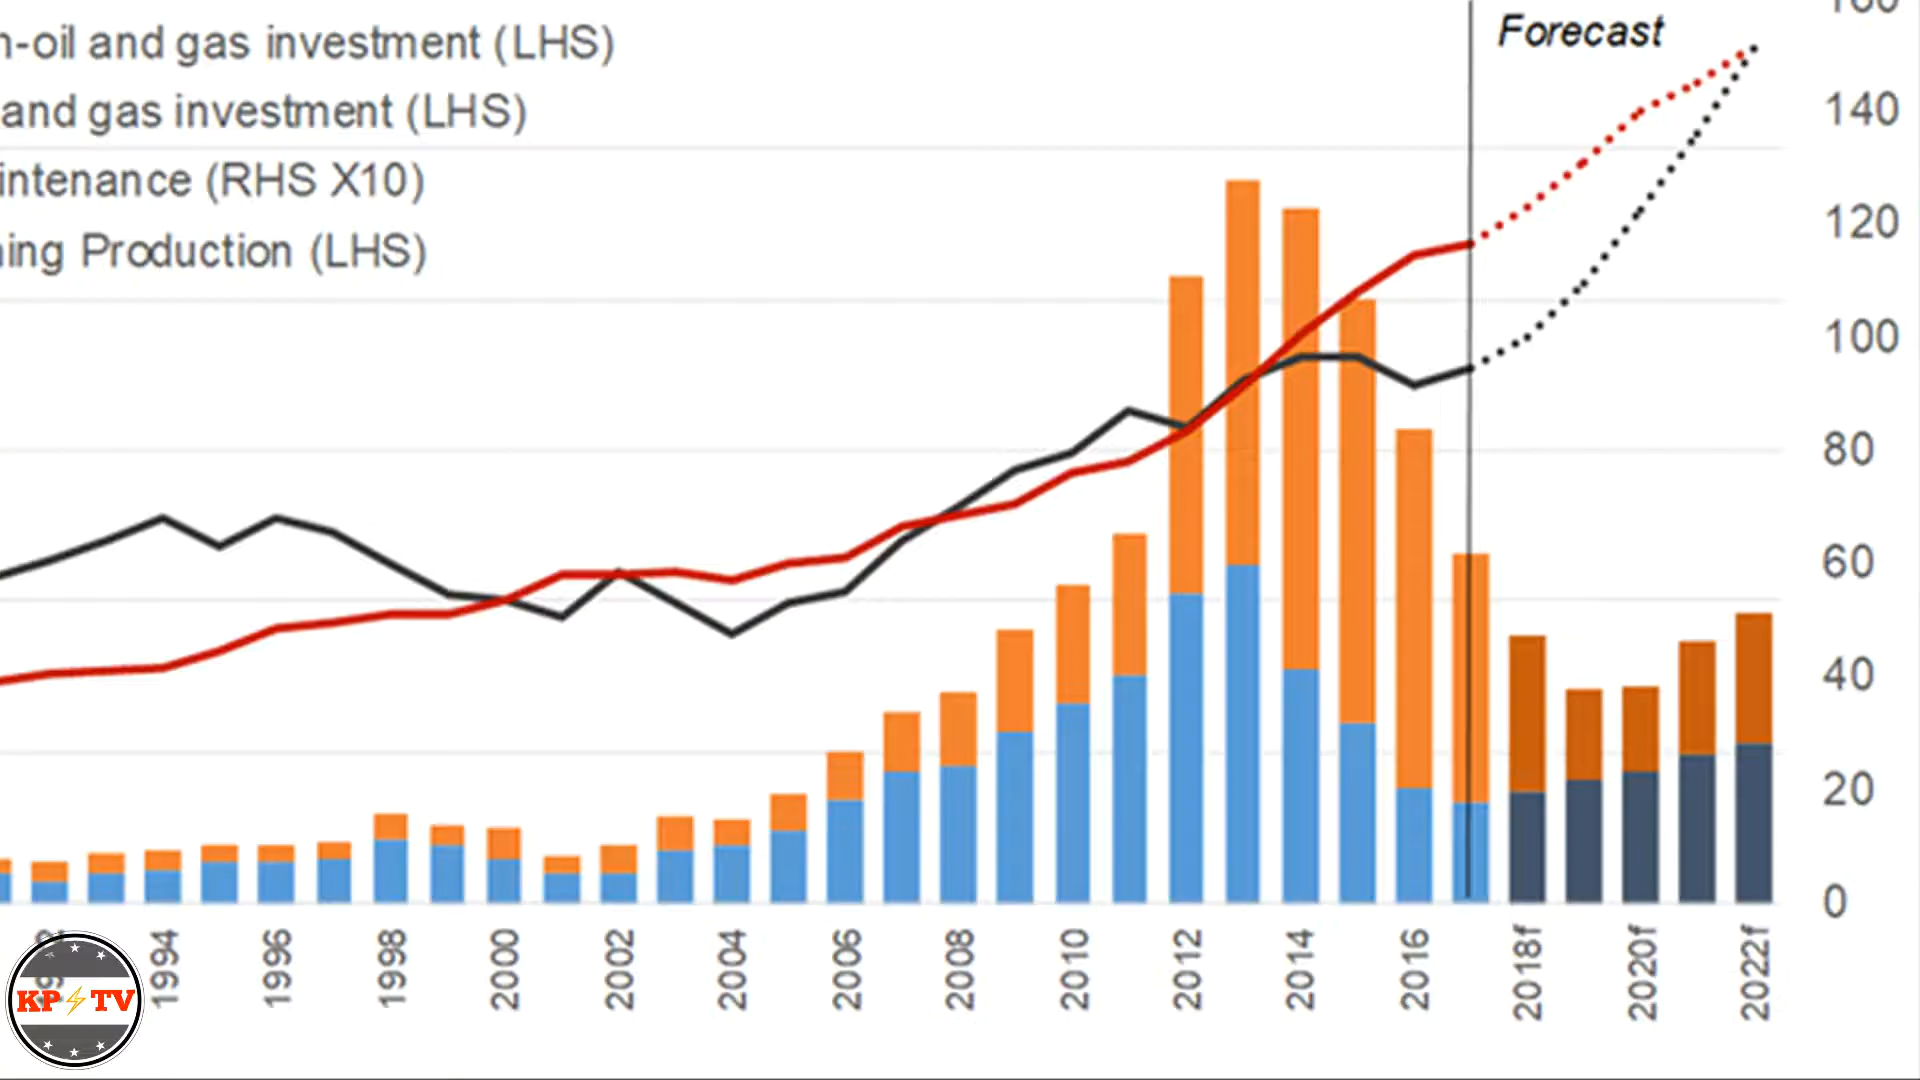 n-oil and gas investment (LHS)
and gas investment (LHS)
intenance (RHS X10)
ning Production (LHS)
Forecast
160
140
120
100
80
60
40
20
0
1994
1996
1998
2000
2002
2004
2006
2008
2010
2012
2014
2016
2018f
2020f
2022f
KP TV